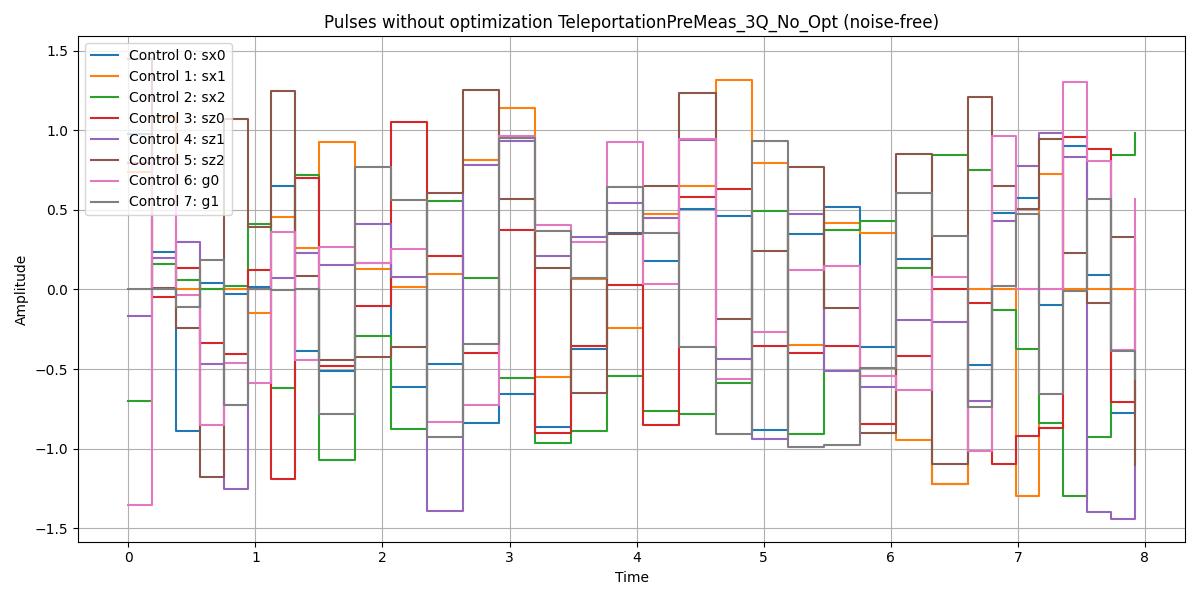 Pulses without optimization TeleportationPreMeas_3Q_No_Opt (noise-free)
Control 0: sx0
Control 1: sx1
Control 2: sx2
Control 3: sz0
Control 4: sz1
Control 5: sz2
Control 6: g0
Control 7: g1
1.5
1.0
0.5
0.0
−0.5
−1.0
−1.5
Amplitude
0 1 2 3 4 5 6 7 8
Time